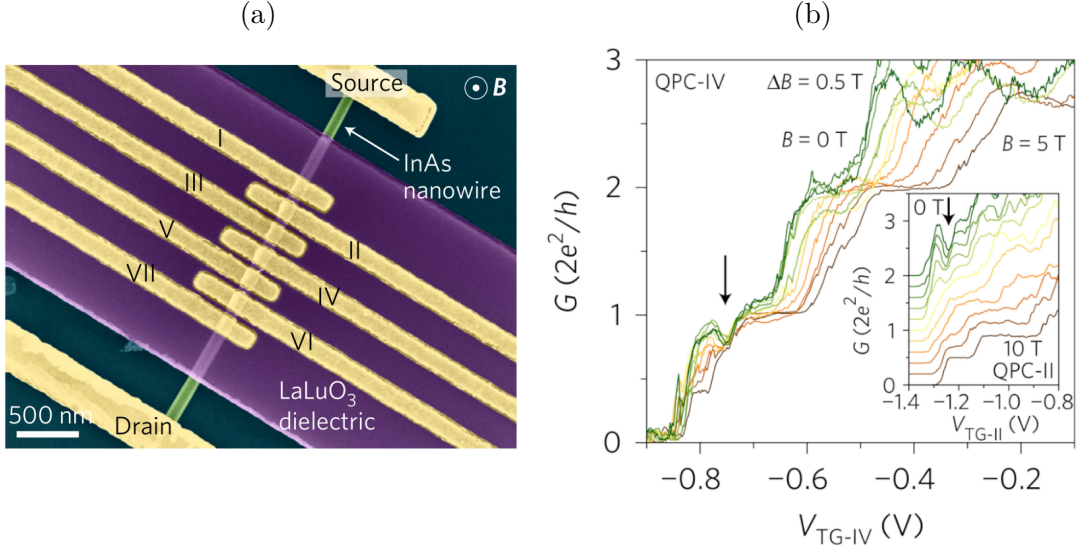 (a)
Source
B
I
InAs
nanowire
III
V
II
VII
IV
VI
LaLuO₃
dielectric
500 nm
Drain
(b)
3
QPC-IV
ΔB = 0.5 T
B = 0 T
B = 5 T
2
G (2e²/h)
1
0
−0.8
−0.6
−0.4
−0.2
V_TG-IV (V)
0 T
3
2
1
0
G (2e²/h)
10 T
QPC-II
−1.4
−1.2
−1.0
−0.8
V_TG-II (V)